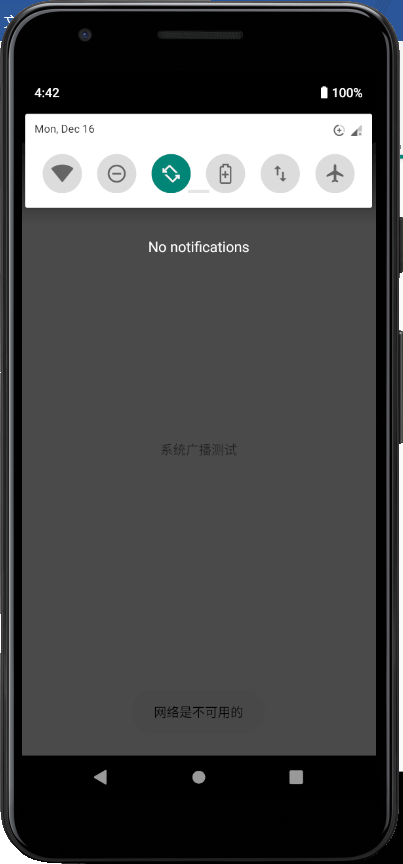 文
4:42
100%
Mon, Dec 16
No notifications
系统广播测试
网络是不可用的